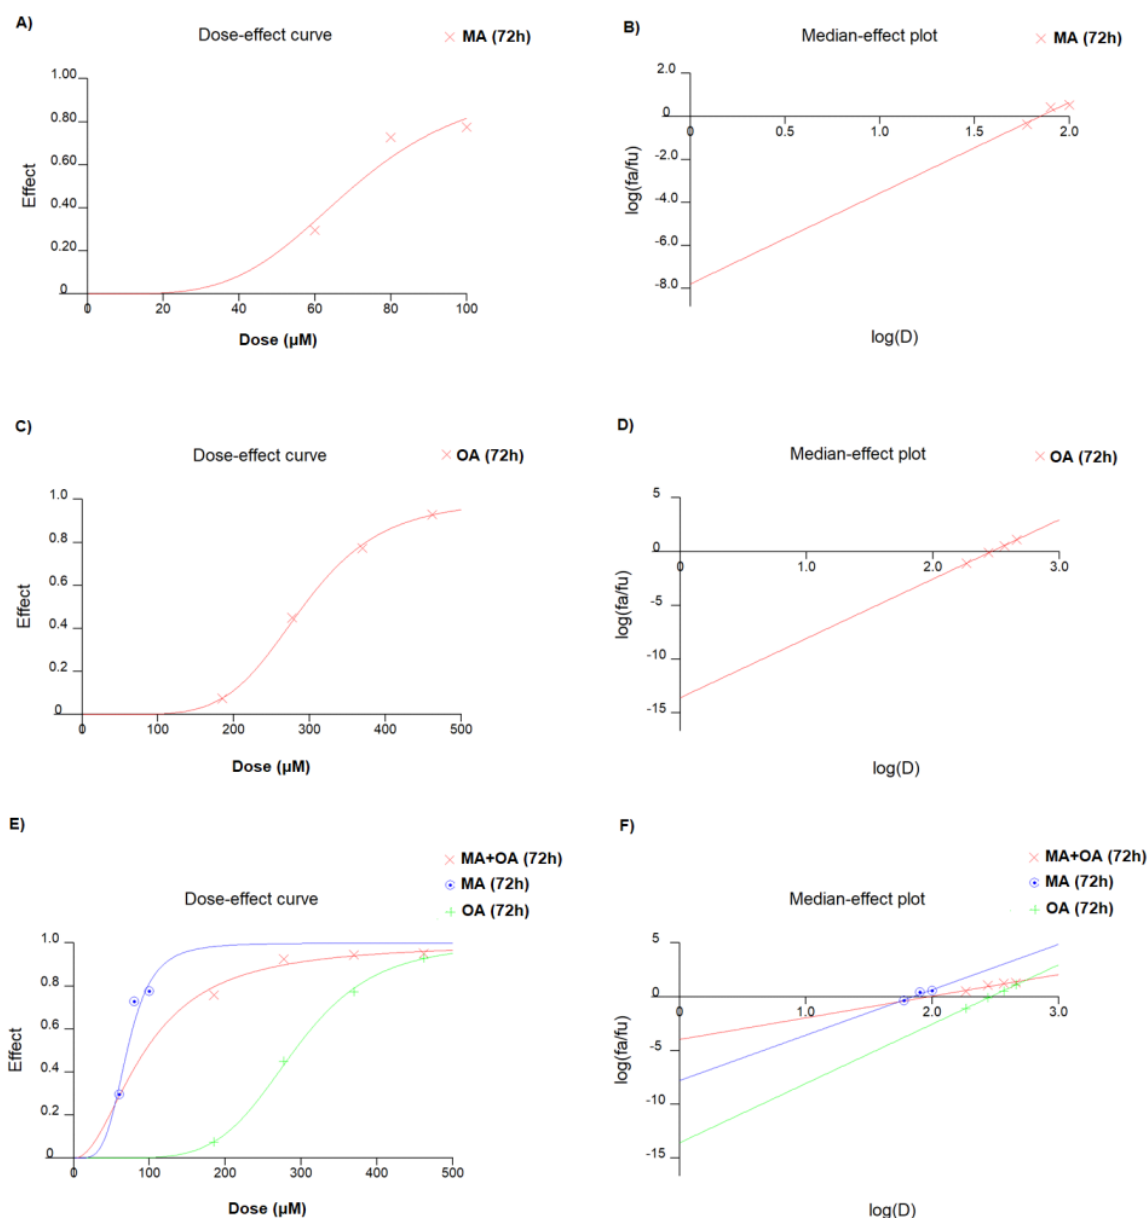 A)
Dose-effect curve
MA (72h)
1.00
0.80
0.60
0.40
0.20
0
0 20 40 60 80 100
Effect
Dose (µM)
B)
Median-effect plot
MA (72h)
2.0
0
-2.0
-4.0
-6.0
-8.0
0 0.5 1.0 1.5 2.0
log(fa/fu)
log(D)
C)
Dose-effect curve
OA (72h)
1.0
0.8
0.6
0.4
0.2
0
0 100 200 300 400 500
Effect
Dose (µM)
D)
Median-effect plot
OA (72h)
5
0
-5
-10
-15
0 1.0 2.0 3.0
log(fa/fu)
log(D)
E)
MA+OA (72h)
MA (72h)
OA (72h)
Dose-effect curve
1.0
0.8
0.6
0.4
0.2
0
0 100 200 300 400 500
Effect
Dose (µM)
F)
MA+OA (72h)
MA (72h)
OA (72h)
Median-effect plot
5
0
-5
-10
-15
0 1.0 2.0 3.0
log(fa/fu)
log(D)